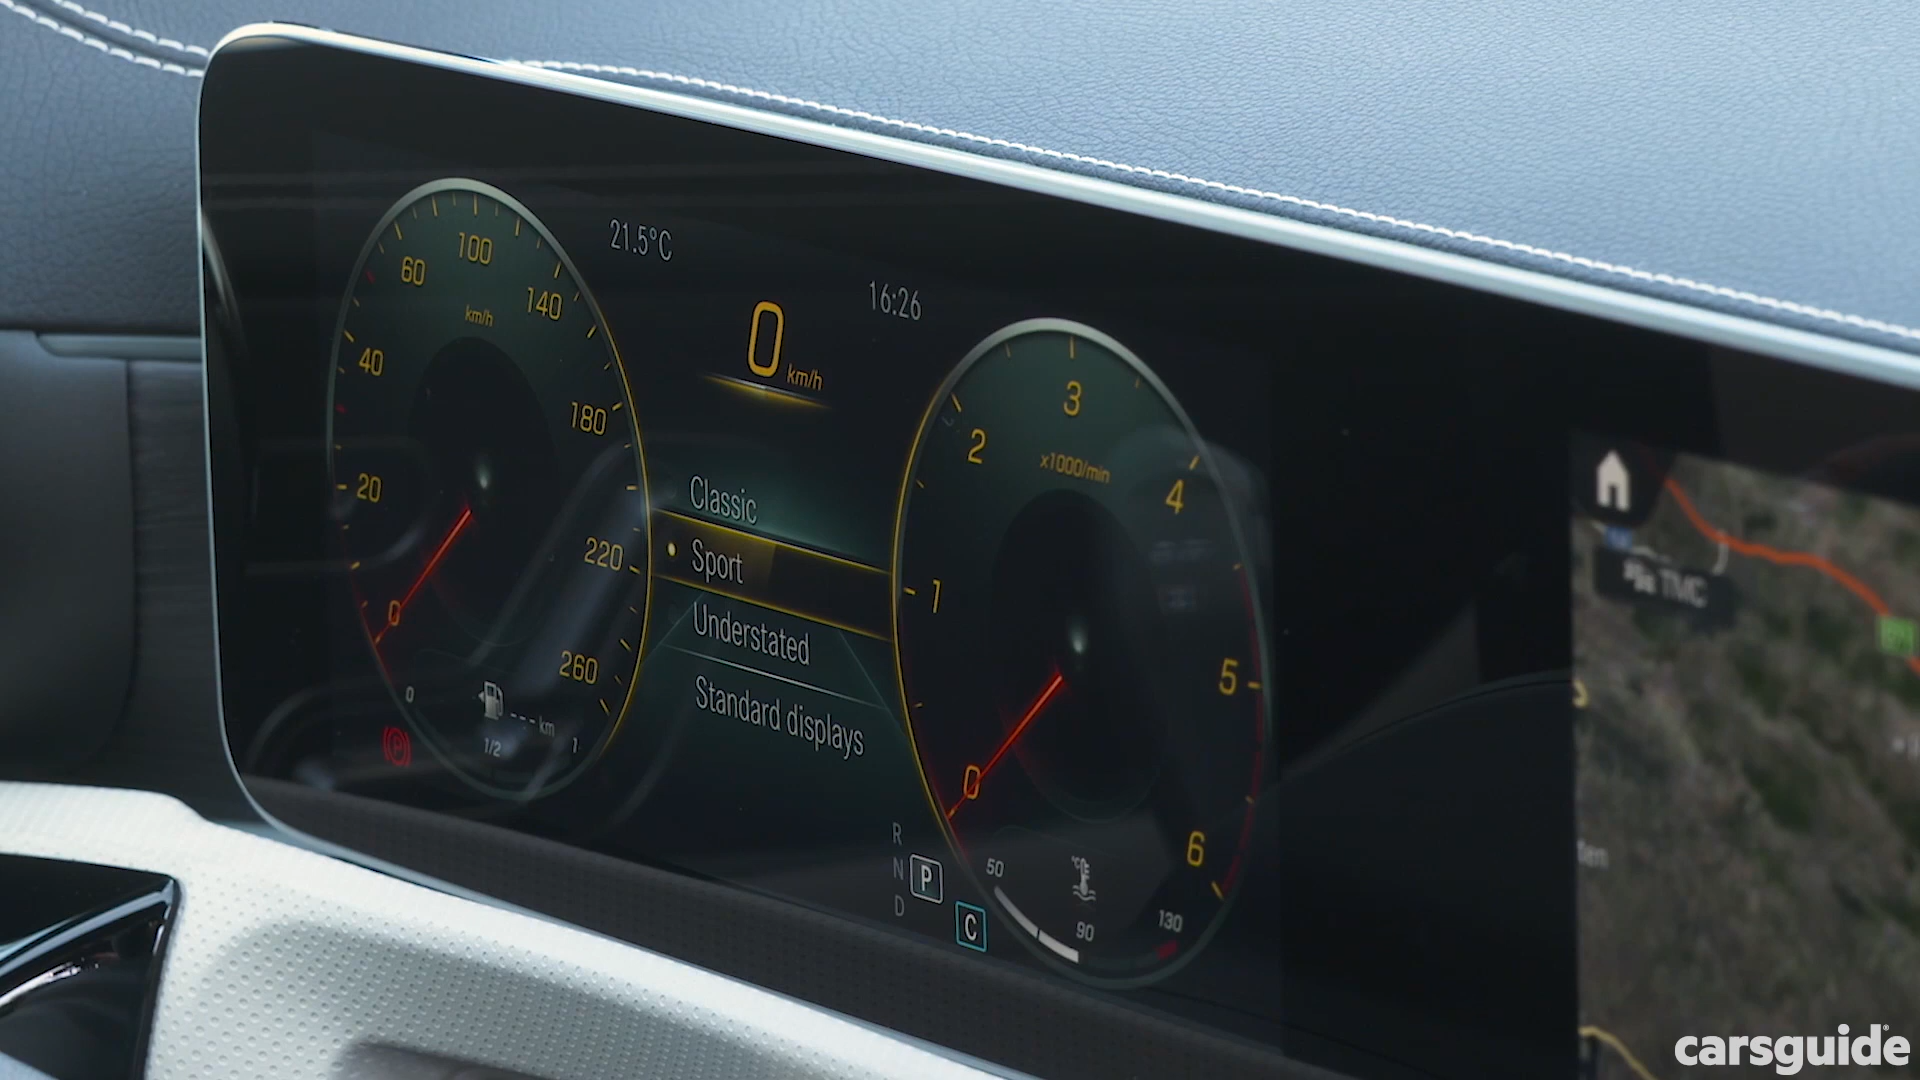 21.5°C
16:26
0 km/h
20
40
60
100
140
180
220
260
0
km/h
Classic
Sport
Understated
Standard displays
0
1/2
1
--- km
P
R
N
D
P
C
0
1
2
3
4
5
6
x1000/min
50
90
130
°C
TMC
carsguide